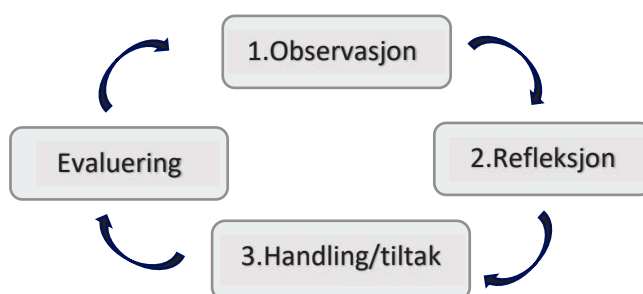 1.Observasjon
2.Refleksjon
3.Handling/tiltak
Evaluering